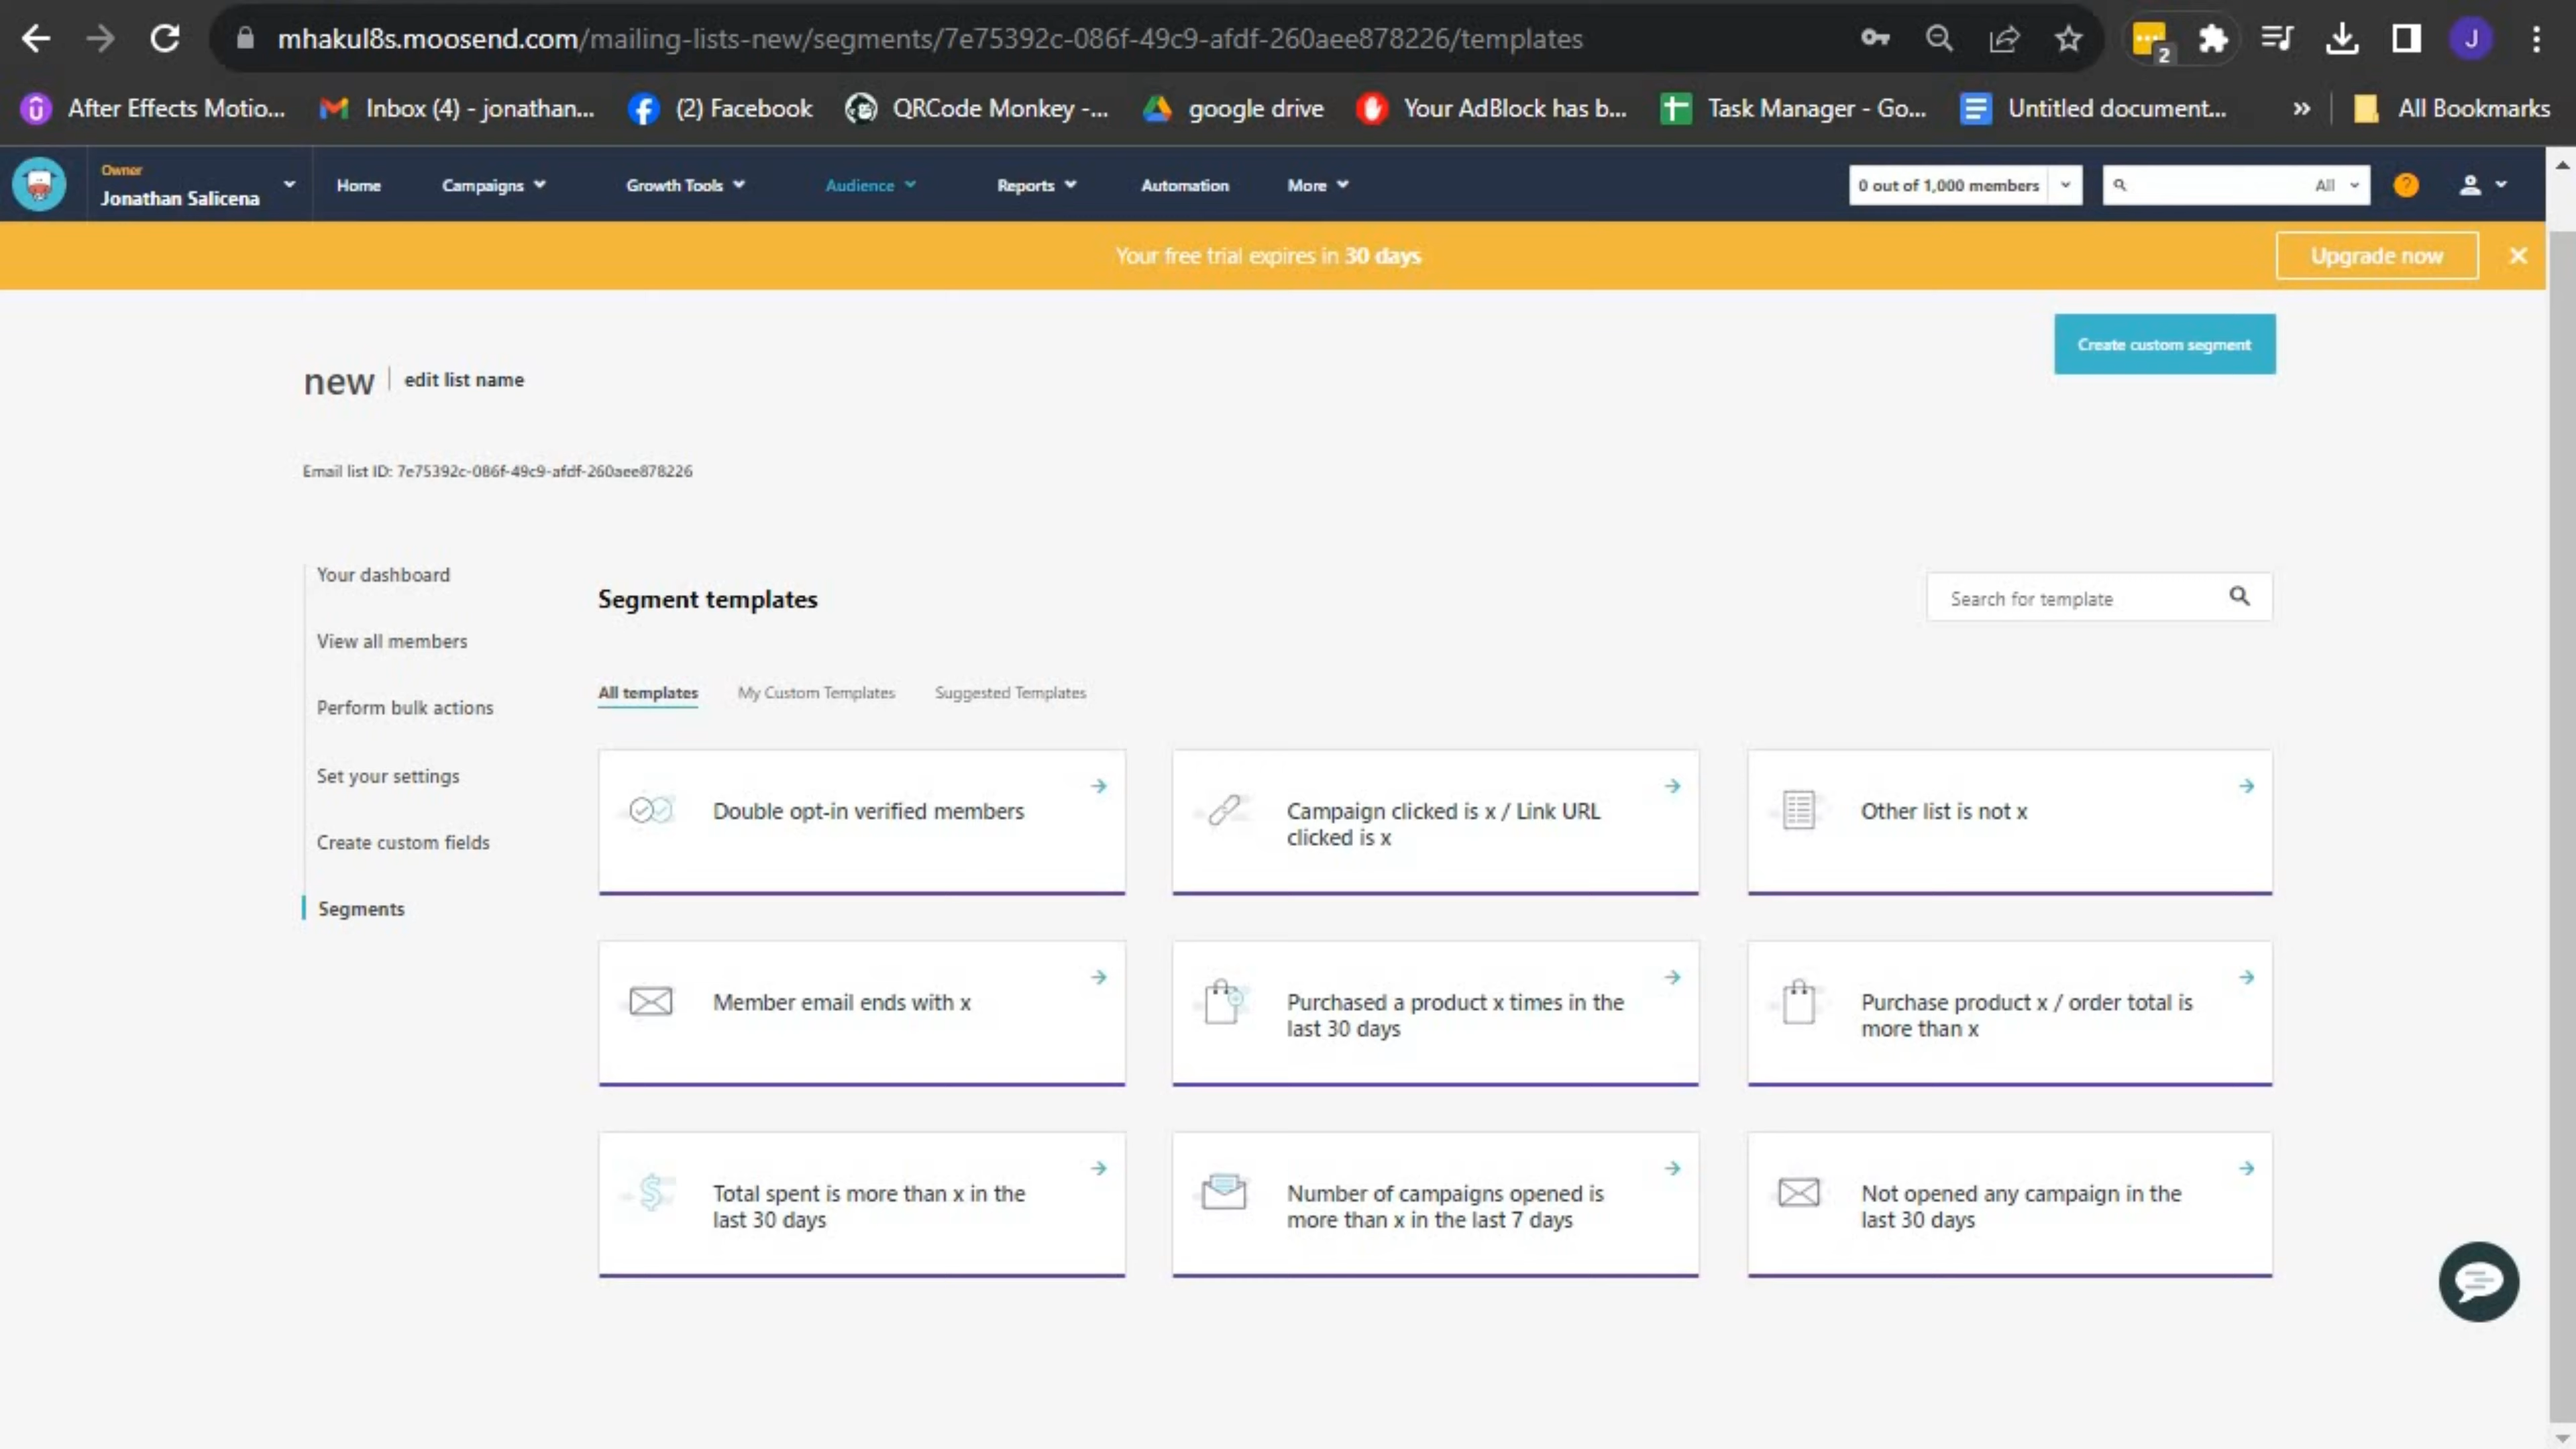 mhakul8s.moosend.com/mailing-lists-new/segments/7e75392c-086f-49c9-afdf-260aee878226/templates
2
J
After Effects Motio...
Inbox (4) - jonathan...
(2) Facebook
QRCode Monkey -...
google drive
Your AdBlock has b...
Task Manager - Go...
Untitled document...
»
All Bookmarks
Owner
Jonathan Salicena
Home
Campaigns
Growth Tools
Audience
Reports
Automation
More
0 out of 1,000 members
All
?
Your free trial expires in 30 days
Upgrade now
Create custom segment
new
edit list name
Email list ID: 7e75392c-086f-49c9-afdf-260aee878226
Your dashboard
View all members
Perform bulk actions
Set your settings
Create custom fields
Segments
Segment templates
Search for template
All templates
My Custom Templates
Suggested Templates
Double opt-in verified members
Campaign clicked is x / Link URL
clicked is x
Other list is not x
Member email ends with x
Purchased a product x times in the
last 30 days
Purchase product x / order total is
more than x
Total spent is more than x in the
last 30 days
Number of campaigns opened is
more than x in the last 7 days
Not opened any campaign in the
last 30 days